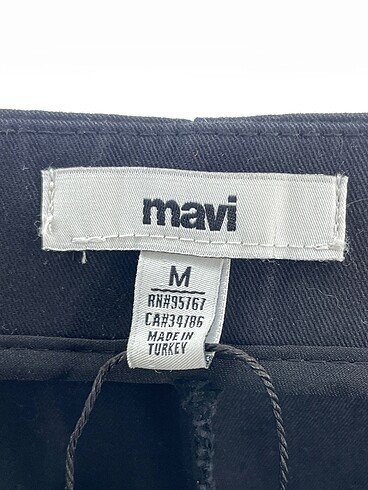 mavi
M
RN#95767
CA#34786
MADE IN
TURKEY